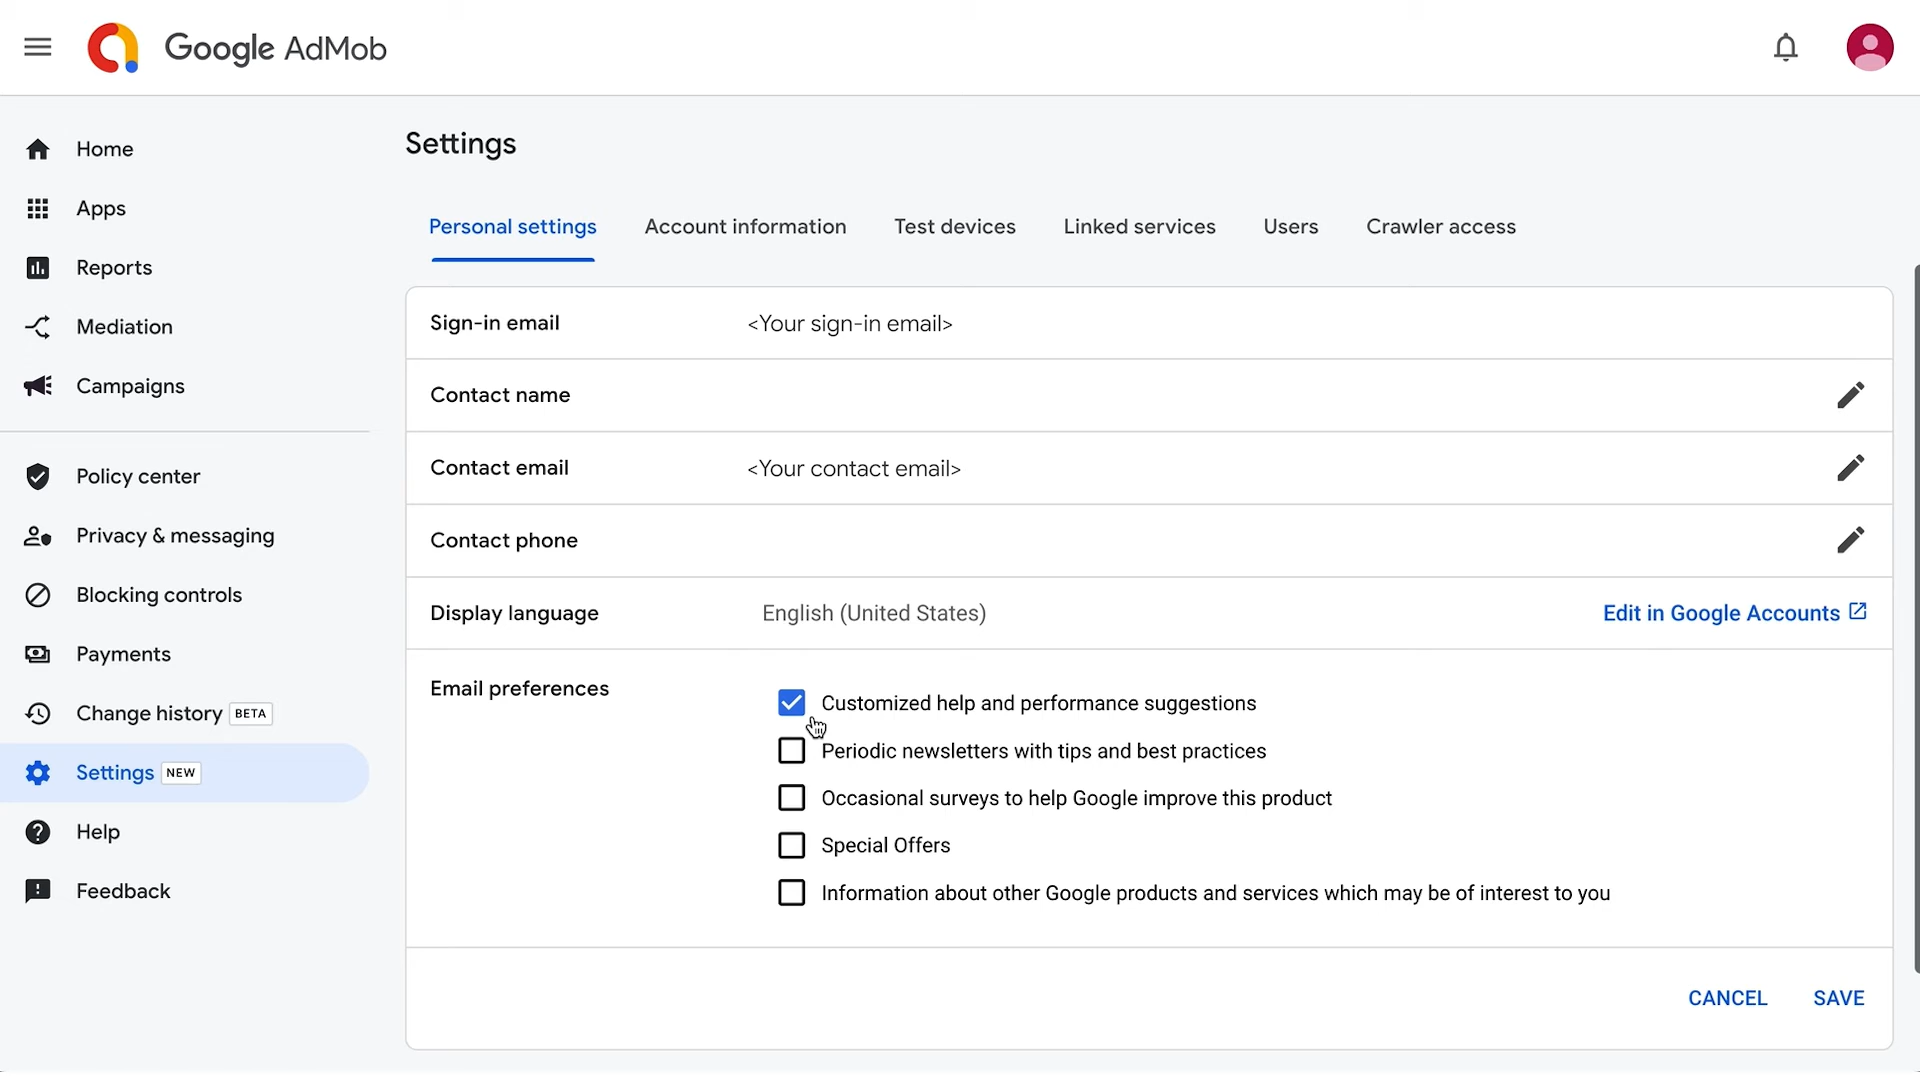 Google AdMob
Home
Apps
Reports
Mediation
Campaigns
Policy center
Privacy & messaging
Blocking controls
Payments
Change history BETA
Settings NEW
Help
Feedback
Settings
Personal settings Account information Test devices Linked services Users Crawler access
Sign-in email <Your sign-in email>
Contact name
Contact email <Your contact email>
Contact phone
Display language English (United States) Edit in Google Accounts
Email preferences
Customized help and performance suggestions
Periodic newsletters with tips and best practices
Occasional surveys to help Google improve this product
Special Offers
Information about other Google products and services which may be of interest to you
CANCEL SAVE